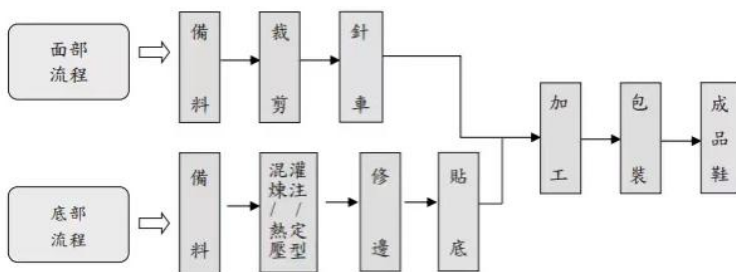 面部
流程
備料
裁剪
針車
加工
包裝
成品鞋
底部
流程
備料
混煉/熱壓
灌注/定型
修邊
貼底